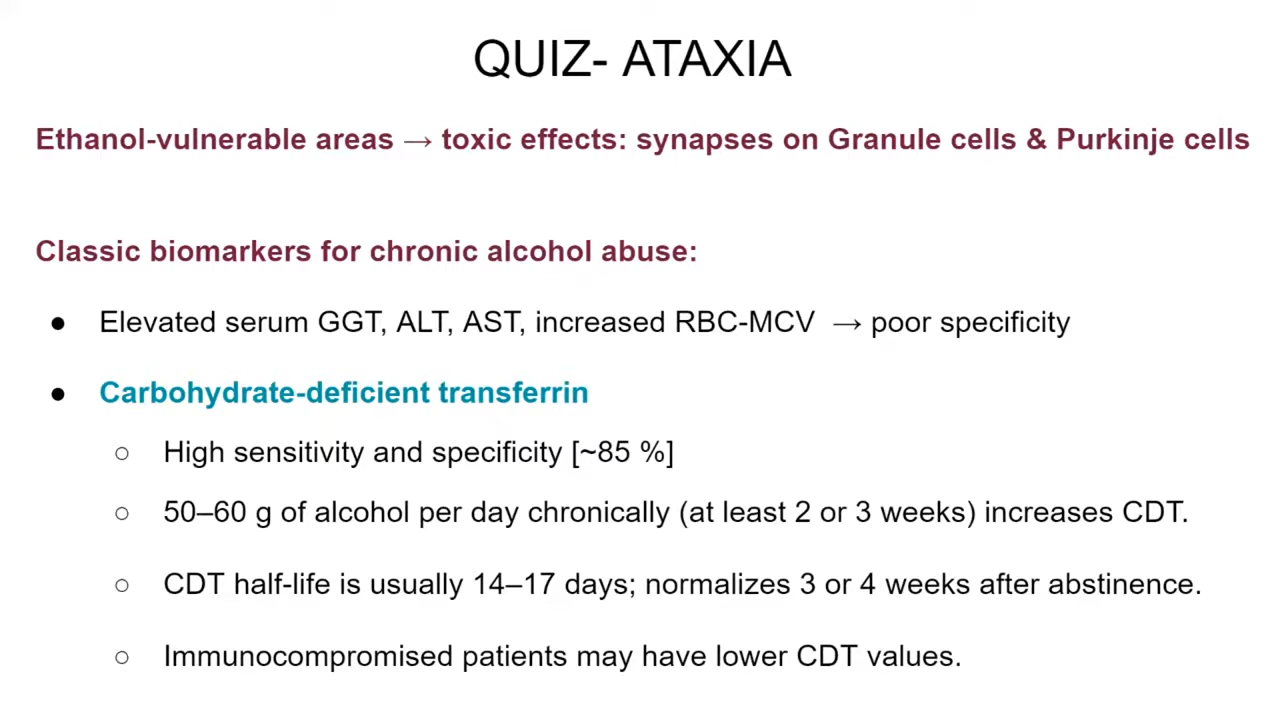 QUIZ- ATAXIA
Ethanol-vulnerable areas → toxic effects: synapses on Granule cells & Purkinje cells
Classic biomarkers for chronic alcohol abuse:
● Elevated serum GGT, ALT, AST, increased RBC-MCV → poor specificity
● Carbohydrate-deficient transferrin
○ High sensitivity and specificity [~85 %]
○ 50–60 g of alcohol per day chronically (at least 2 or 3 weeks) increases CDT.
○ CDT half-life is usually 14–17 days; normalizes 3 or 4 weeks after abstinence.
○ Immunocompromised patients may have lower CDT values.